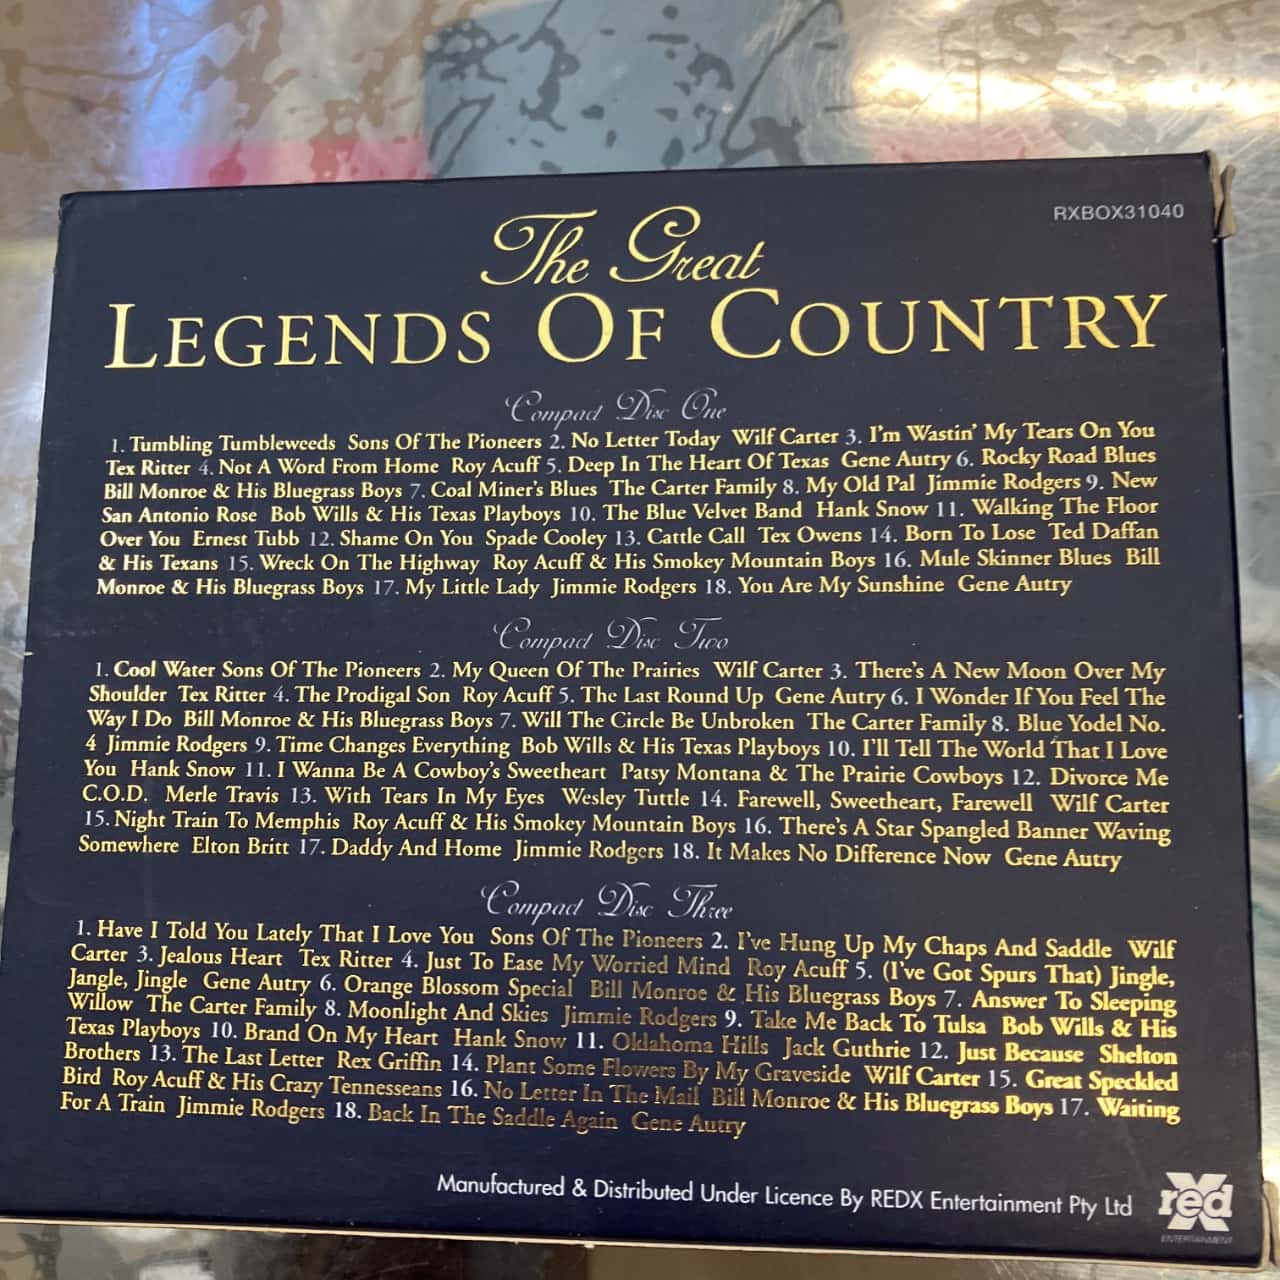 RXBOX31040
The Great
LEGENDS OF COUNTRY
Compact Disc One
1. Tumbling Tumbleweeds Sons Of The Pioneers 2. No Letter Today Wilf Carter 3. I'm Wastin' My Tears On You
Tex Ritter 4. Not A Word From Home Roy Acuff 5. Deep In The Heart Of Texas Gene Autry 6. Rocky Road Blues
Bill Monroe & His Bluegrass Boys 7. Coal Miner's Blues The Carter Family 8. My Old Pal Jimmie Rodgers 9. New
San Antonio Rose Bob Wills & His Texas Playboys 10. The Blue Velvet Band Hank Snow 11. Walking The Floor
Over You Ernest Tubb 12. Shame On You Spade Cooley 13. Cattle Call Tex Owens 14. Born To Lose Ted Daffan
& His Texans 15. Wreck On The Highway Roy Acuff & His Smokey Mountain Boys 16. Mule Skinner Blues Bill
Monroe & His Bluegrass Boys 17. My Little Lady Jimmie Rodgers 18. You Are My Sunshine Gene Autry
Compact Disc Two
1. Cool Water Sons Of The Pioneers 2. My Queen Of The Prairies Wilf Carter 3. There's A New Moon Over My
Shoulder Tex Ritter 4. The Prodigal Son Roy Acuff 5. The Last Round Up Gene Autry 6. I Wonder If You Feel The
Way I Do Bill Monroe & His Bluegrass Boys 7. Will The Circle Be Unbroken The Carter Family 8. Blue Yodel No.
4 Jimmie Rodgers 9. Time Changes Everything Bob Wills & His Texas Playboys 10. I'll Tell The World That I Love
You Hank Snow 11. I Wanna Be A Cowboy's Sweetheart Patsy Montana & The Prairie Cowboys 12. Divorce Me
C.O.D. Merle Travis 13. With Tears In My Eyes Wesley Tuttle 14. Farewell, Sweetheart, Farewell Wilf Carter
15. Night Train To Memphis Roy Acuff & His Smokey Mountain Boys 16. There's A Star Spangled Banner Waving
Somewhere Elton Britt 17. Daddy And Home Jimmie Rodgers 18. It Makes No Difference Now Gene Autry
Compact Disc Three
1. Have I Told You Lately That I Love You Sons Of The Pioneers 2. I've Hung Up My Chaps And Saddle Wilf
Carter 3. Jealous Heart Tex Ritter 4. Just To Ease My Worried Mind Roy Acuff 5. (I've Got Spurs That) Jingle,
Jangle, Jingle Gene Autry 6. Orange Blossom Special Bill Monroe & His Bluegrass Boys 7. Answer To Sleeping
Willow The Carter Family 8. Moonlight And Skies Jimmie Rodgers 9. Take Me Back To Tulsa Bob Wills & His
Texas Playboys 10. Brand On My Heart Hank Snow 11. Oklahoma Hills Jack Guthrie 12. Just Because Shelton
Brothers 13. The Last Letter Rex Griffin 14. Plant Some Flowers By My Graveside Wilf Carter 15. Great Speckled
Bird Roy Acuff & His Crazy Tennesseans 16. No Letter In The Mail Bill Monroe & His Bluegrass Boys 17. Waiting
For A Train Jimmie Rodgers 18. Back In The Saddle Again Gene Autry
Manufactured & Distributed Under Licence By REDX Entertainment Pty Ltd
red X
ENTERTAINMENT